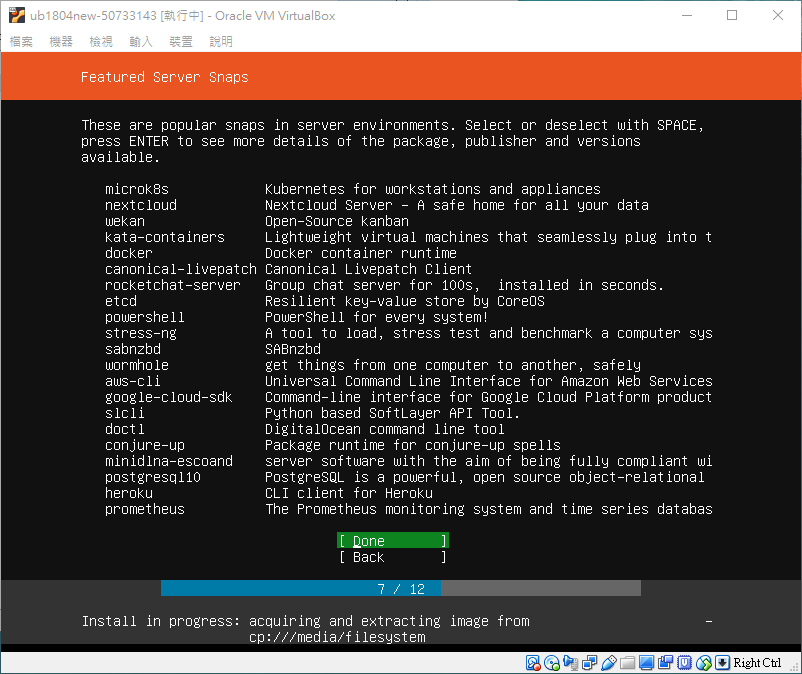 ub1804new-50733143 [執行中] - Oracle VM VirtualBox
檔案 機器 檢視 輸入 裝置 說明
Featured Server Snaps
These are popular snaps in server environments. Select or deselect with SPACE,
press ENTER to see more details of the package, publisher and versions
available.
microk8s Kubernetes for workstations and appliances
nextcloud Nextcloud Server - A safe home for all your data
wekan Open-Source kanban
kata-containers Lightweight virtual machines that seamlessly plug into t
docker Docker container runtime
canonical-livepatch Canonical Livepatch Client
rocketchat-server Group chat server for 100s, installed in seconds.
etcd Resilient key-value store by CoreOS
powershell PowerShell for every system!
stress-ng A tool to load, stress test and benchmark a computer sys
sabnzbd SABnzbd
wormhole get things from one computer to another, safely
aws-cli Universal Command Line Interface for Amazon Web Services
google-cloud-sdk Command-line interface for Google Cloud Platform product
slcli Python based SoftLayer API Tool.
doctl DigitalOcean command line tool
conjure-up Package runtime for conjure-up spells
minidlna-escoand server software with the aim of being fully compliant wi
postgresql10 PostgreSQL is a powerful, open source object-relational
heroku CLI client for Heroku
prometheus The Prometheus monitoring system and time series databas
[ Done ]
[ Back ]
7 / 12
Install in progress: acquiring and extracting image from -
cp:///media/filesystem
Right Ctrl